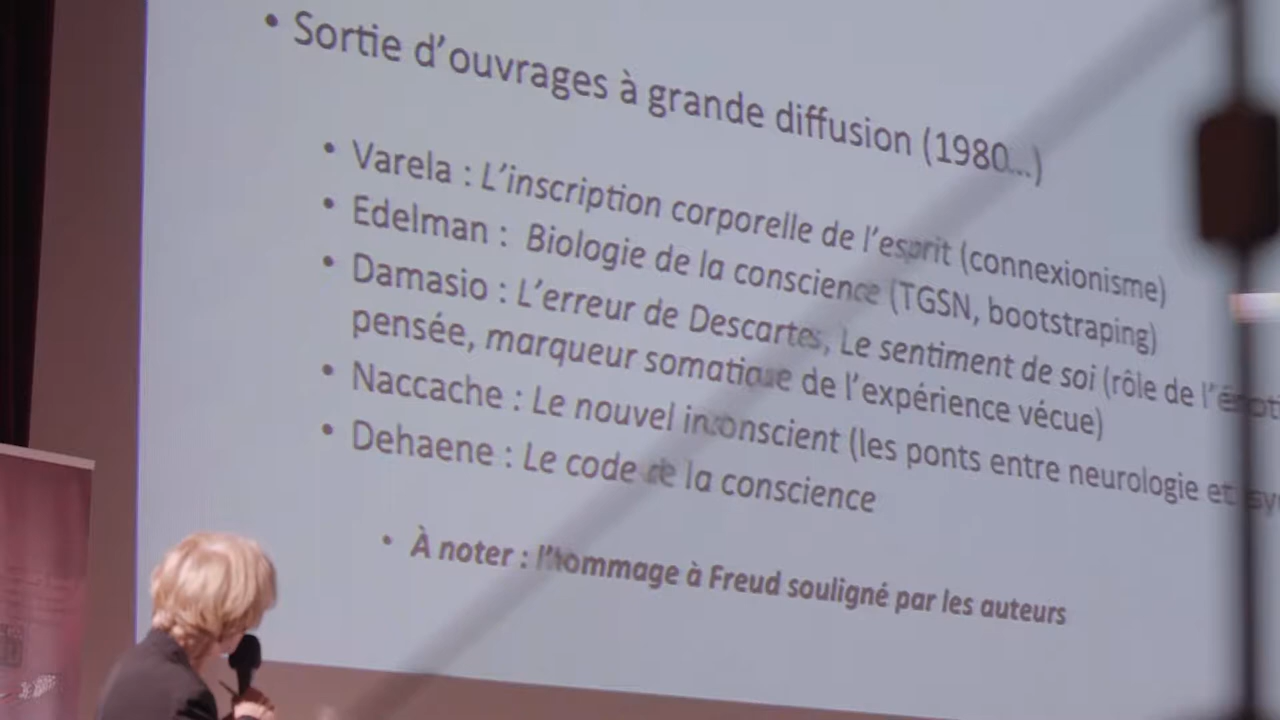 • Sortie d'ouvrages à grande diffusion (1980...)
• Varela : L'inscription corporelle de l'esprit (connexionisme)
• Edelman : Biologie de la conscience (TGSN, bootstraping)
• Damasio : L'erreur de Descartes, Le sentiment de soi (rôle de
pensée, marqueur somatique de l'expérience vécue)
• Naccache : Le nouvel inconscient (les ponts entre neurologie et
• Dehaene : Le code de la conscience
• À noter : l'hommage à Freud souligné par les auteurs